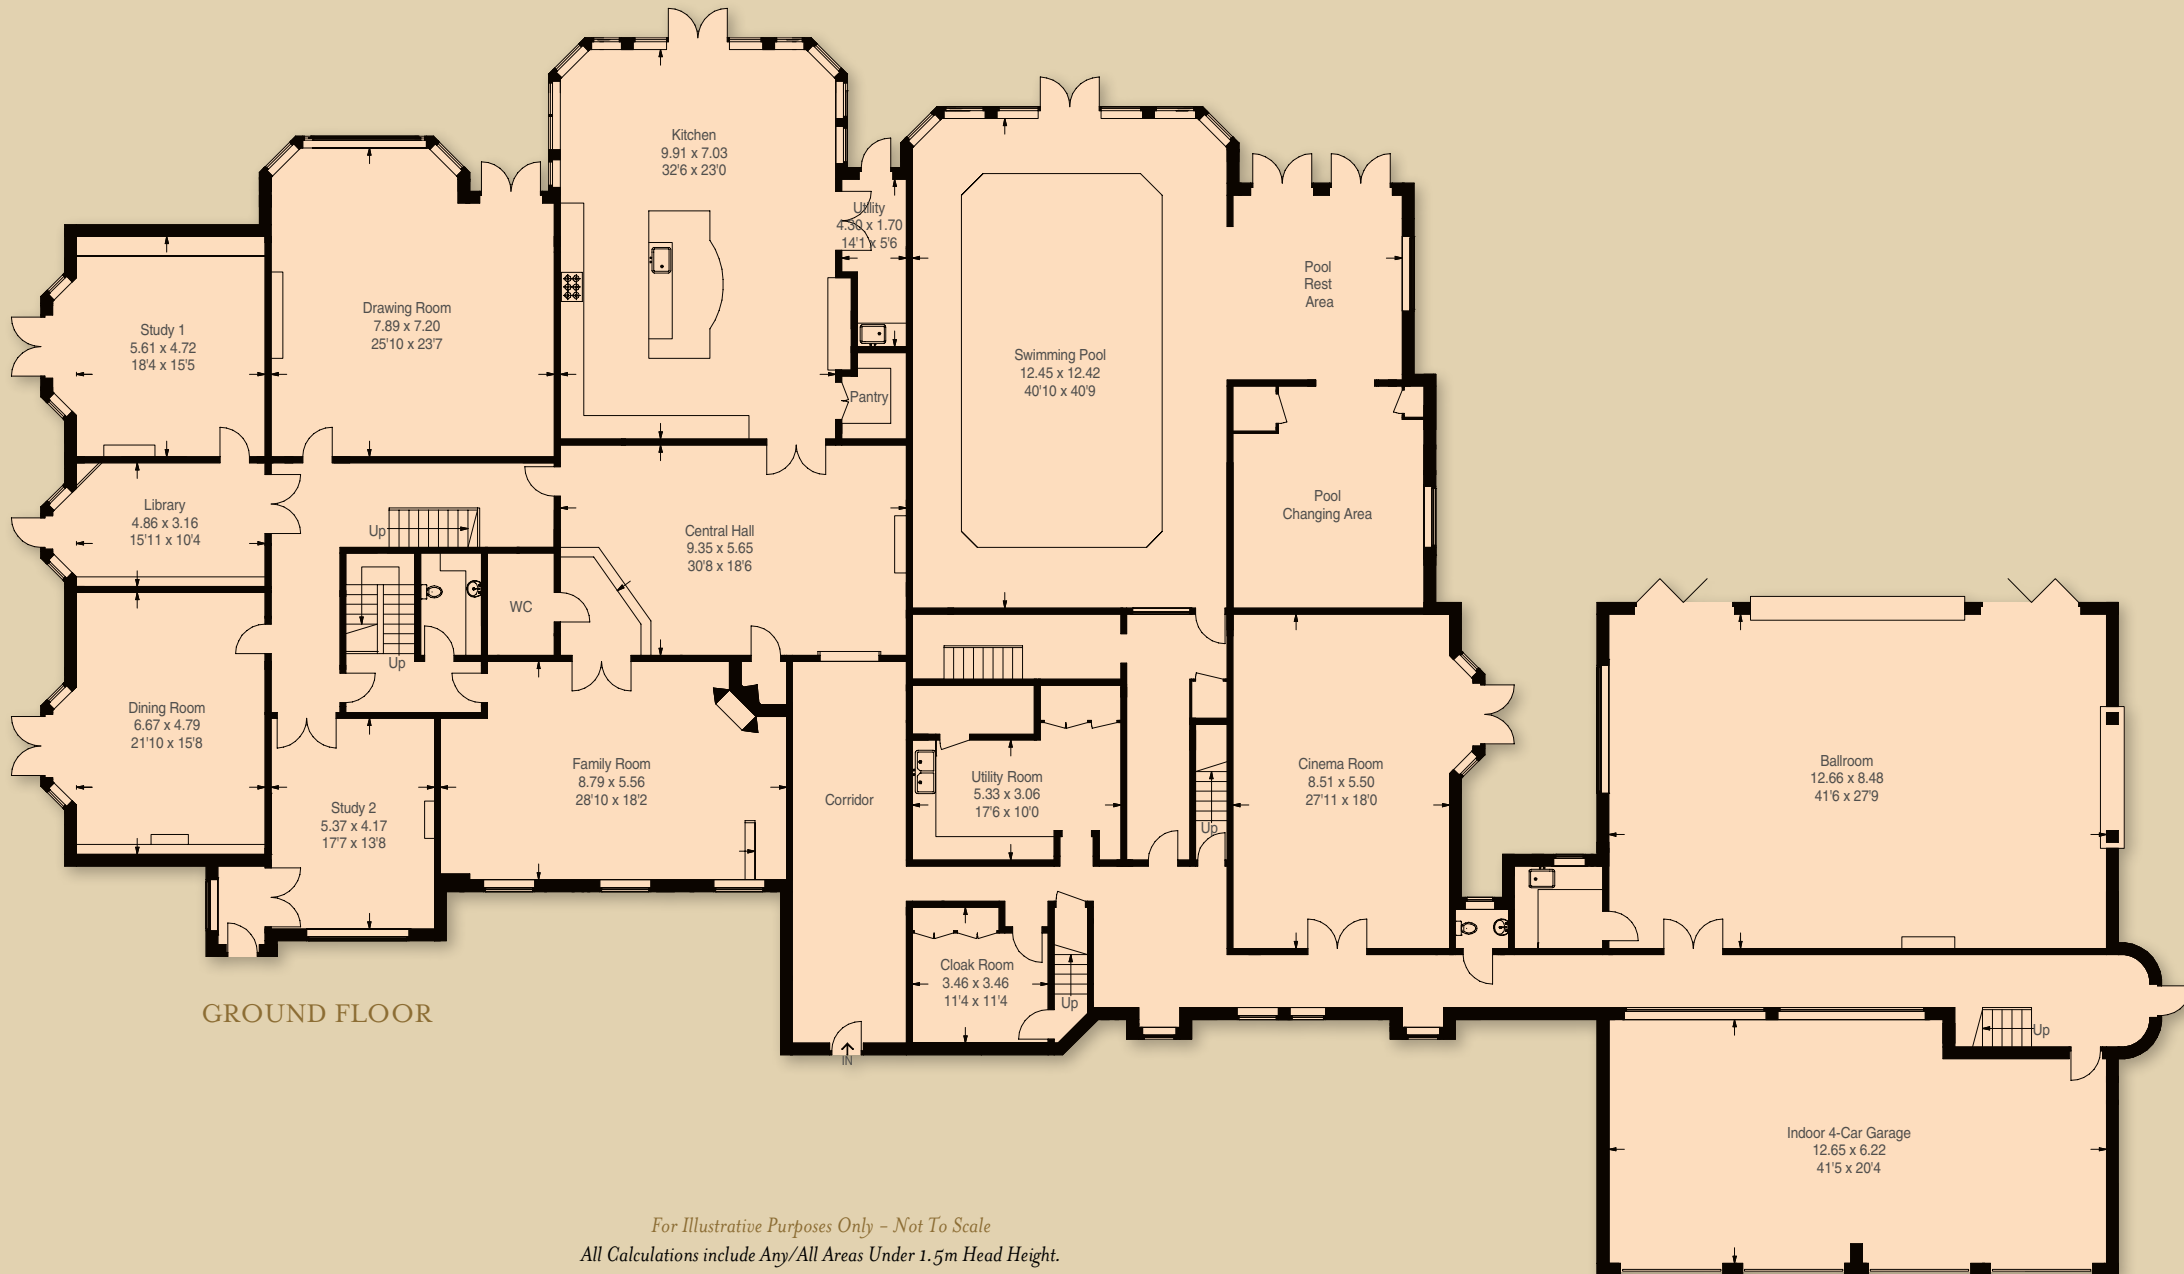 Kitchen
9.91 x 7.03
32'6 x 23'0
Utility
4.30 x 1.70
14'1 x 5'6
Pool
Rest
Area
Drawing Room
7.89 x 7.20
25'10 x 23'7
Study 1
5.61 x 4.72
18'4 x 15'5
Swimming Pool
12.45 x 12.42
40'10 x 40'9
Pantry
Pool
Changing Area
Library
4.86 x 3.16
15'11 x 10'4
Up
Central Hall
9.35 x 5.65
30'8 x 18'6
WC
Up
Dining Room
6.67 x 4.79
21'10 x 15'8
Family Room
8.79 x 5.56
28'10 x 18'2
Corridor
Utility Room
5.33 x 3.06
17'6 x 10'0
Up
Cinema Room
8.51 x 5.50
27'11 x 18'0
Ballroom
12.66 x 8.48
41'6 x 27'9
Study 2
5.37 x 4.17
17'7 x 13'8
Cloak Room
3.46 x 3.46
11'4 x 11'4
Up
GROUND FLOOR
Up
IN
Indoor 4-Car Garage
12.65 x 6.22
41'5 x 20'4
For Illustrative Purposes Only – Not To Scale
All Calculations include Any/All Areas Under 1.5m Head Height.